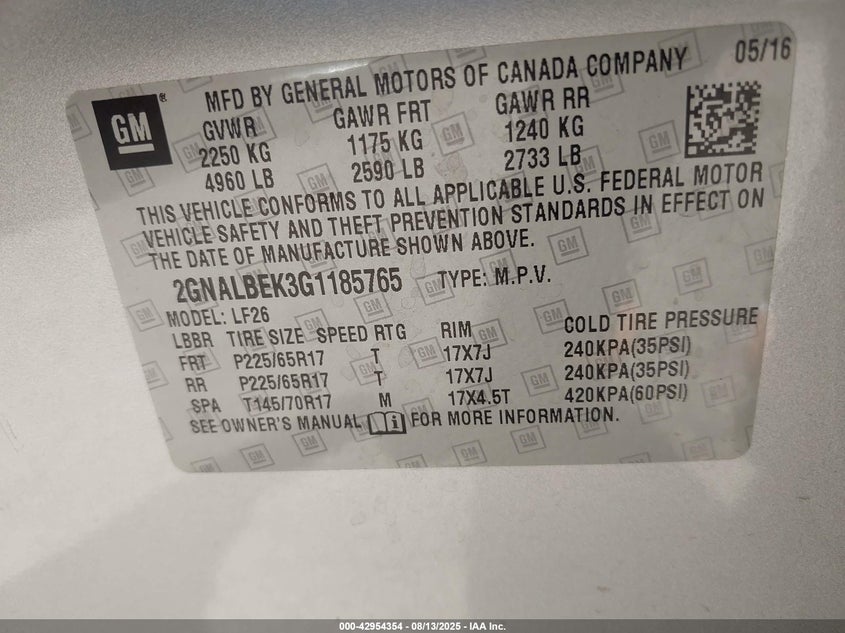 MFD BY GENERAL MOTORS OF CANADA COMPANY 05/16
GM
GVWR GAWR FRT GAWR RR
2250 KG 1175 KG 1240 KG
4960 LB 2590 LB 2733 LB
THIS VEHICLE CONFORMS TO ALL APPLICABLE U.S. FEDERAL MOTOR
VEHICLE SAFETY AND THEFT PREVENTION STANDARDS IN EFFECT ON
THE DATE OF MANUFACTURE SHOWN ABOVE.
2GNALBEK3G1185765 TYPE: M.P.V.
MODEL: LF26
LBBR TIRE SIZE SPEED RTG RIM COLD TIRE PRESSURE
FRT P225/65R17 T 17X7J 240KPA(35PSI)
RR P225/65R17 T 17X7J 240KPA(35PSI)
SPA T145/70R17 M 17X4.5T 420KPA(60PSI)
SEE OWNER'S MANUAL i FOR MORE INFORMATION.
000-42954354 - 08/13/2025 - IAA Inc.